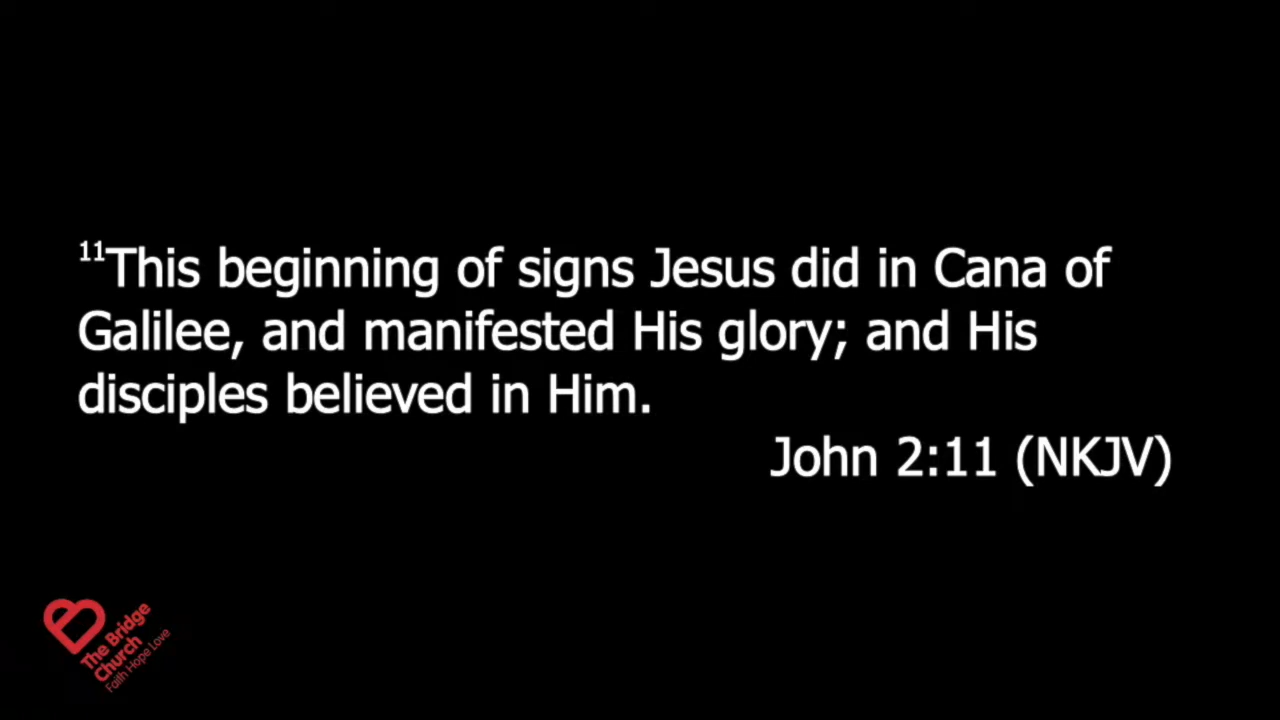 ¹¹This beginning of signs Jesus did in Cana of
Galilee, and manifested His glory; and His
disciples believed in Him.
John 2:11 (NKJV)
The Bridge
Church
Faith Hope Love